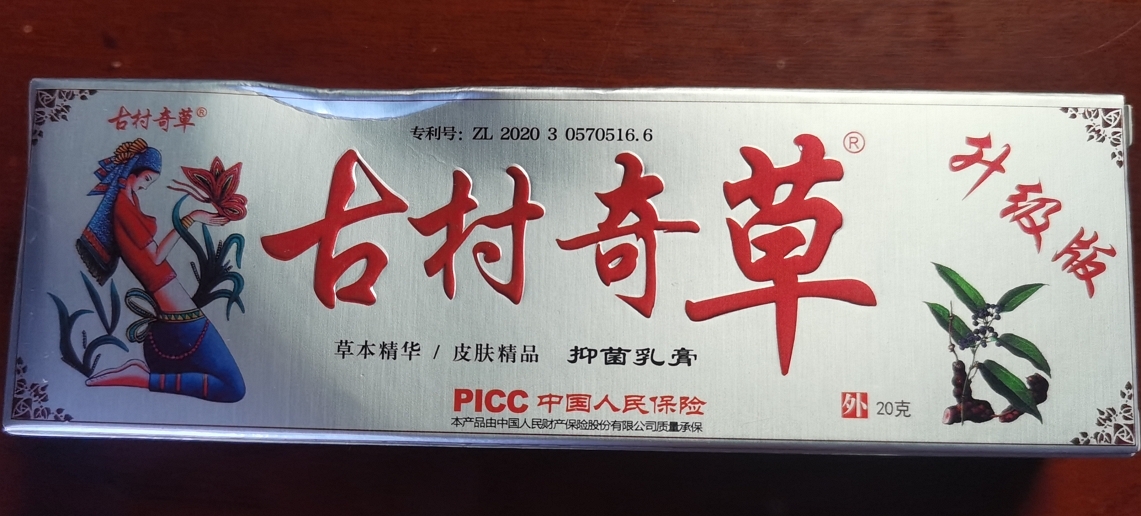 古村奇草®
专利号：ZL 2020 3 0570516.6
古村奇草®
升级版
草本精华 / 皮肤精品 抑菌乳膏
PICC 中国人民保险
本产品由中国人民财产保险股份有限公司质量承保
外 20克